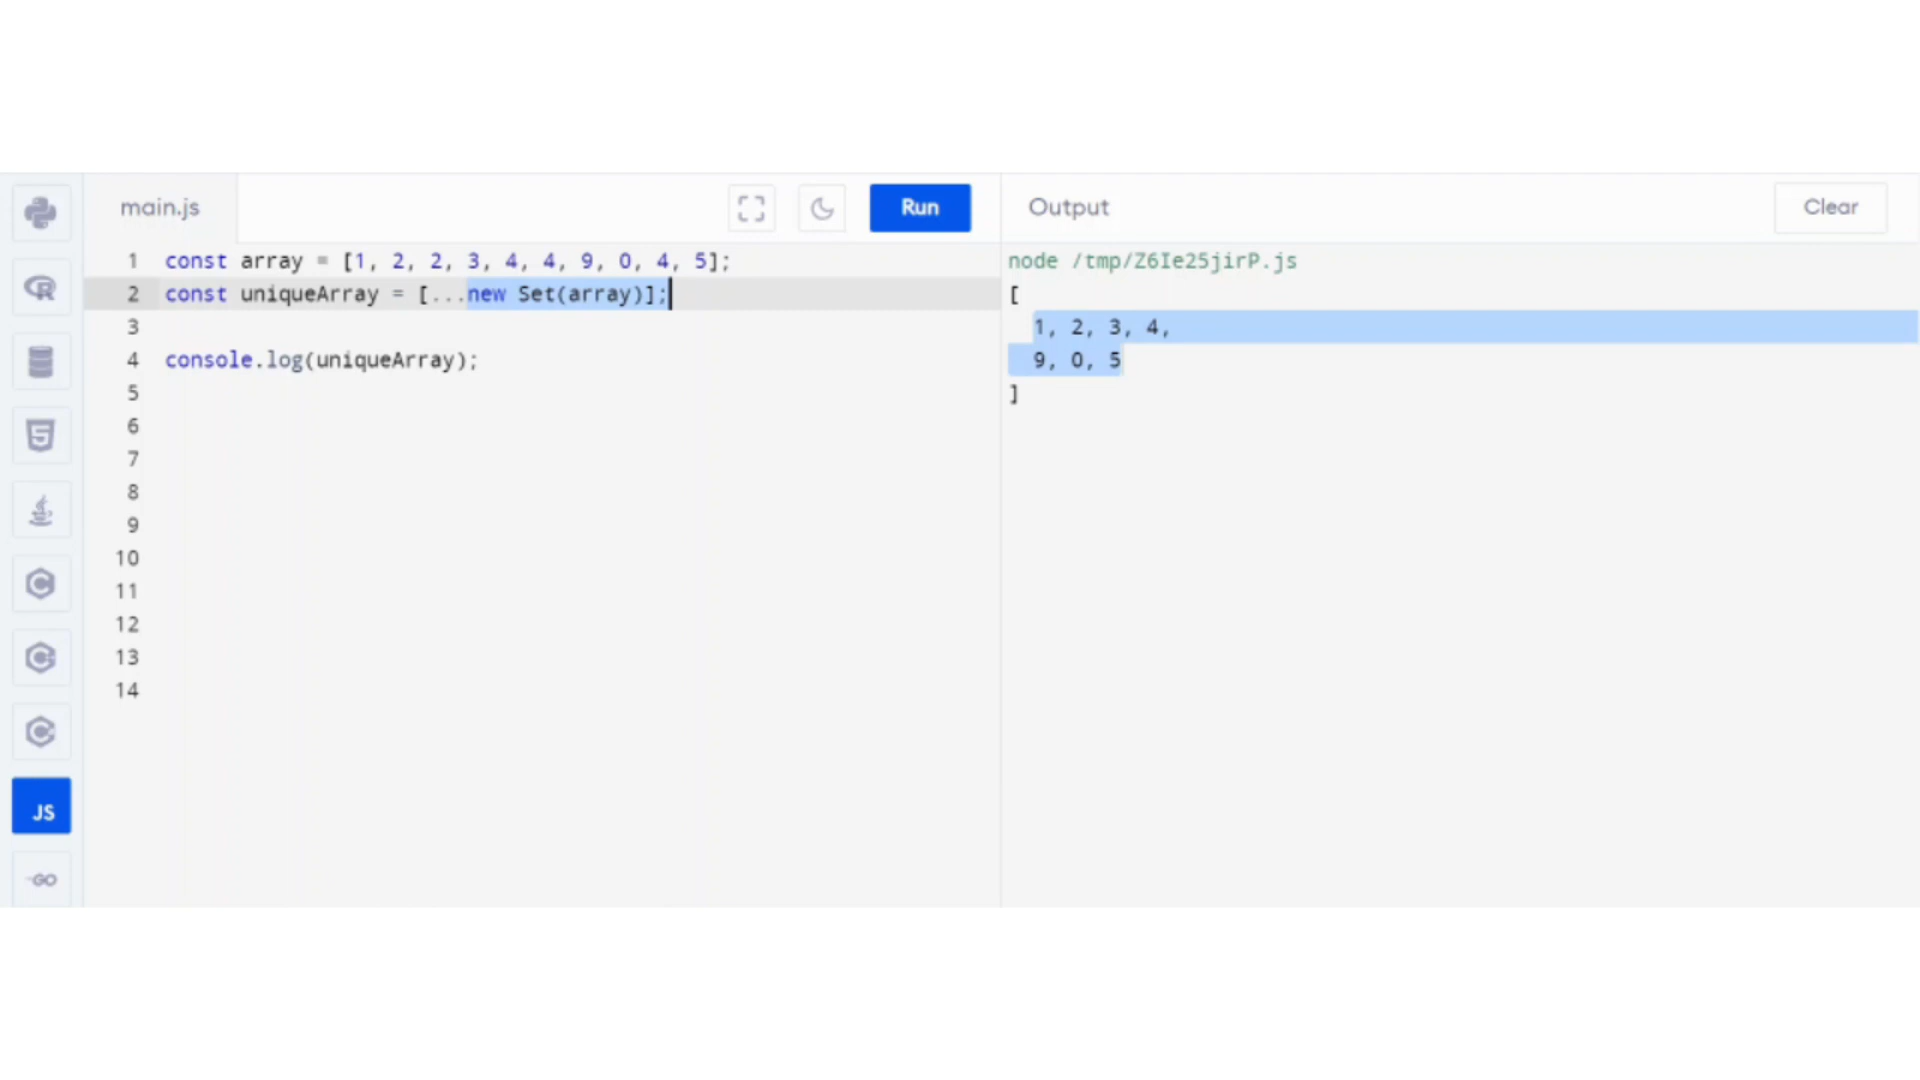 main.js
Run
1 const array = [1, 2, 2, 3, 4, 4, 9, 0, 4, 5];
2 const uniqueArray = [...new Set(array)];
3
4 console.log(uniqueArray);
5
6
7
8
9
10
11
12
13
14
JS
GO
Output
Clear
node /tmp/Z6Ie25jirP.js
[
1, 2, 3, 4,
9, 0, 5
]